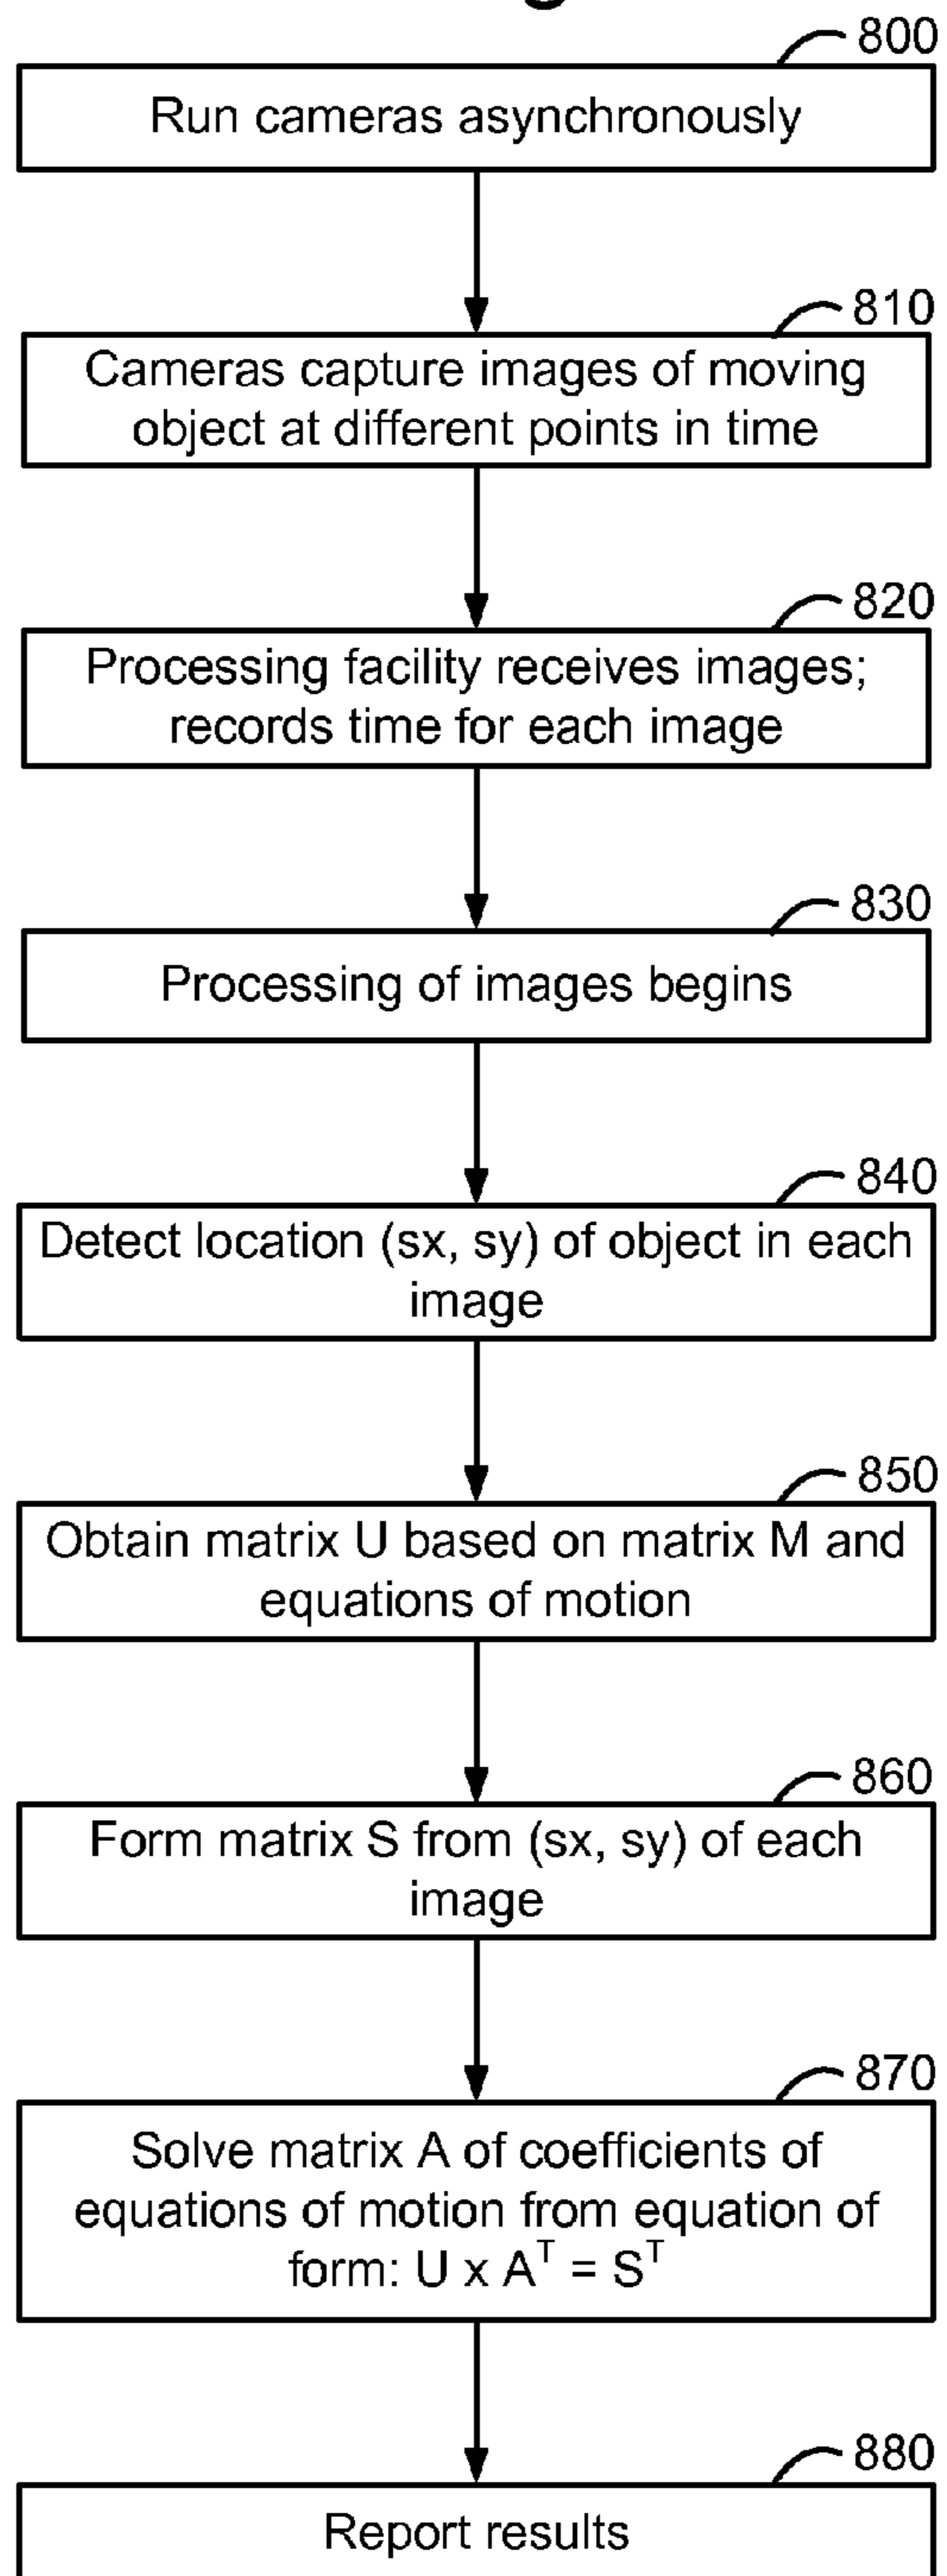 800
Run cameras asynchronously
810
Cameras capture images of moving
object at different points in time
820
Processing facility receives images;
records time for each image
830
Processing of images begins
840
Detect location (sx, sy) of object in each
image
850
Obtain matrix U based on matrix M and
equations of motion
860
Form matrix S from (sx, sy) of each
image
870
Solve matrix A of coefficients of
equations of motion from equation of
form: U x Aᵀ = Sᵀ
880
Report results